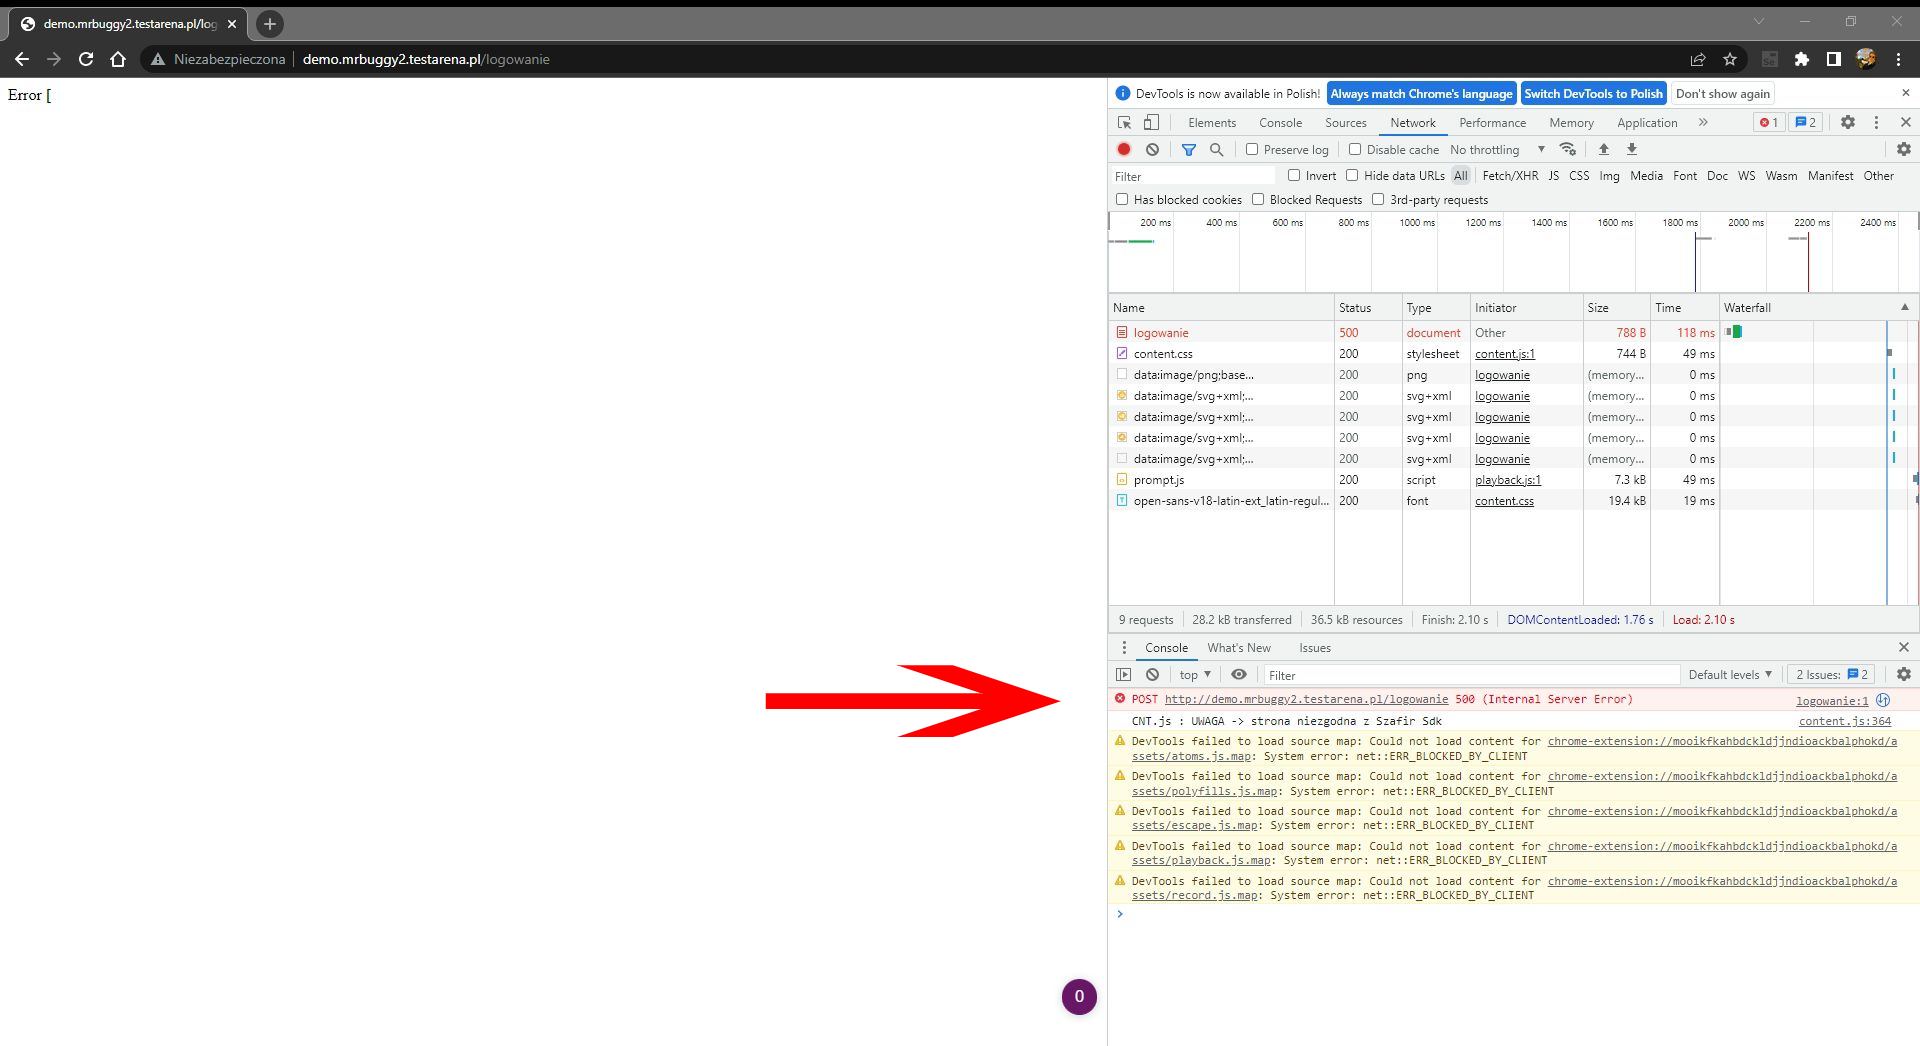 demo.mrbuggy2.testarena.pl/log
Niezabezpieczona demo.mrbuggy2.testarena.pl/logowanie
Error [
DevTools is now available in Polish! Always match Chrome's language Switch DevTools to Polish Don't show again
Elements Console Sources Network Performance Memory Application 1 2
Preserve log Disable cache No throttling
Filter Invert Hide data URLs All Fetch/XHR JS CSS Img Media Font Doc WS Wasm Manifest Other
Has blocked cookies Blocked Requests 3rd-party requests
200 ms 400 ms 600 ms 800 ms 1000 ms 1200 ms 1400 ms 1600 ms 1800 ms 2000 ms 2200 ms 2400 ms
Name Status Type Initiator Size Time Waterfall
logowanie 500 document Other 788 B 118 ms
content.css 200 stylesheet content.js:1 744 B 49 ms
data:image/png;base... 200 png logowanie (memory... 0 ms
data:image/svg+xml;... 200 svg+xml logowanie (memory... 0 ms
data:image/svg+xml;... 200 svg+xml logowanie (memory... 0 ms
data:image/svg+xml;... 200 svg+xml logowanie (memory... 0 ms
data:image/svg+xml;... 200 svg+xml logowanie (memory... 0 ms
prompt.js 200 script playback.js:1 7.3 kB 49 ms
open-sans-v18-latin-ext_latin-regul... 200 font content.css 19.4 kB 19 ms
9 requests 28.2 kB transferred 36.5 kB resources Finish: 2.10 s DOMContentLoaded: 1.76 s Load: 2.10 s
Console What's New Issues
top Filter Default levels 2 Issues: 2
POST http://demo.mrbuggy2.testarena.pl/logowanie 500 (Internal Server Error) logowanie:1
CNT.js : UWAGA -> strona niezgodna z Szafir Sdk content.js:364
DevTools failed to load source map: Could not load content for chrome-extension://mooikfkahbdckldjjndioackbalphokd/a
ssets/atoms.js.map: System error: net::ERR_BLOCKED_BY_CLIENT
DevTools failed to load source map: Could not load content for chrome-extension://mooikfkahbdckldjjndioackbalphokd/a
ssets/polyfills.js.map: System error: net::ERR_BLOCKED_BY_CLIENT
DevTools failed to load source map: Could not load content for chrome-extension://mooikfkahbdckldjjndioackbalphokd/a
ssets/escape.js.map: System error: net::ERR_BLOCKED_BY_CLIENT
DevTools failed to load source map: Could not load content for chrome-extension://mooikfkahbdckldjjndioackbalphokd/a
ssets/playback.js.map: System error: net::ERR_BLOCKED_BY_CLIENT
DevTools failed to load source map: Could not load content for chrome-extension://mooikfkahbdckldjjndioackbalphokd/a
ssets/record.js.map: System error: net::ERR_BLOCKED_BY_CLIENT
0